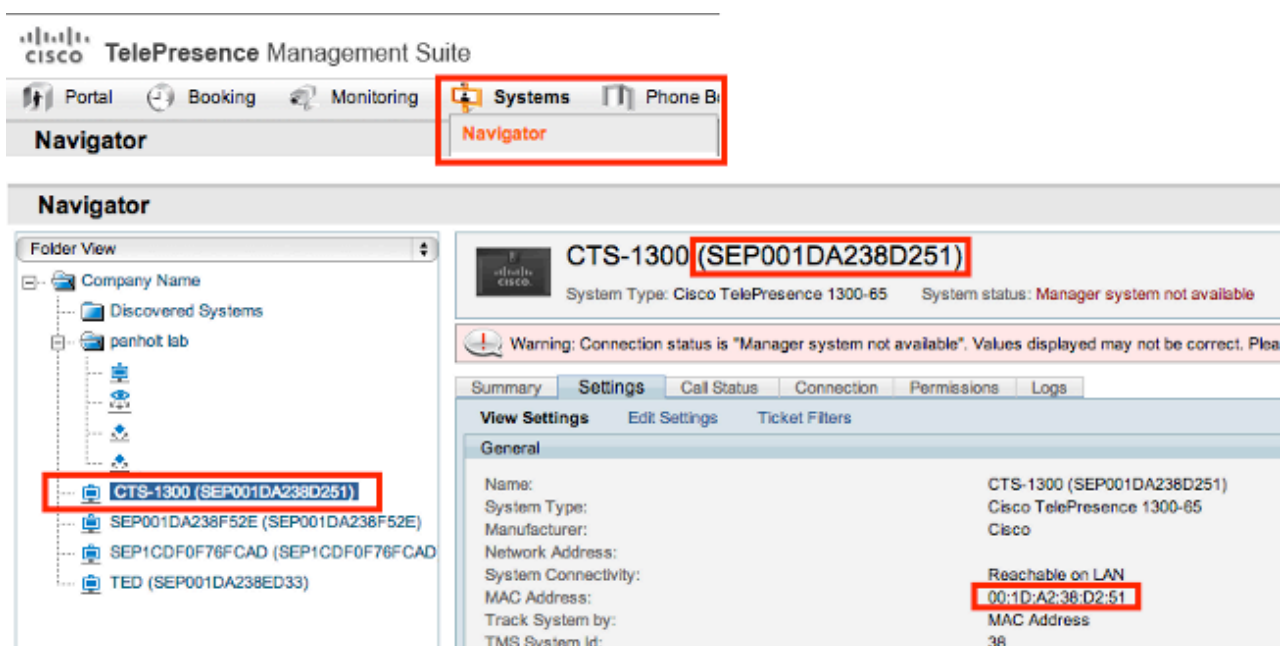 CISCO TelePresence Management Suite
Portal Booking Monitoring Systems Phone B
Navigator Navigator
Navigator
Folder View
Company Name
Discovered Systems
panholt lab
CTS-1300 (SEP001DA238D251)
SEP001DA238F52E (SEP001DA238F52E)
SEP1CDF0F76FCAD (SEP1CDF0F76FCAD
TED (SEP001DA238ED33)
CISCO.
CTS-1300 (SEP001DA238D251)
System Type: Cisco TelePresence 1300-65 System status: Manager system not available
Warning: Connection status is "Manager system not available". Values displayed may not be correct. Plea
Summary Settings Call Status Connection Permissions Logs
View Settings Edit Settings Ticket Filters
General
Name: CTS-1300 (SEP001DA238D251)
System Type: Cisco TelePresence 1300-65
Manufacturer: Cisco
Network Address:
System Connectivity: Reachable on LAN
MAC Address: 00:1D:A2:38:D2:51
Track System by: MAC Address
TMS System Id: 38